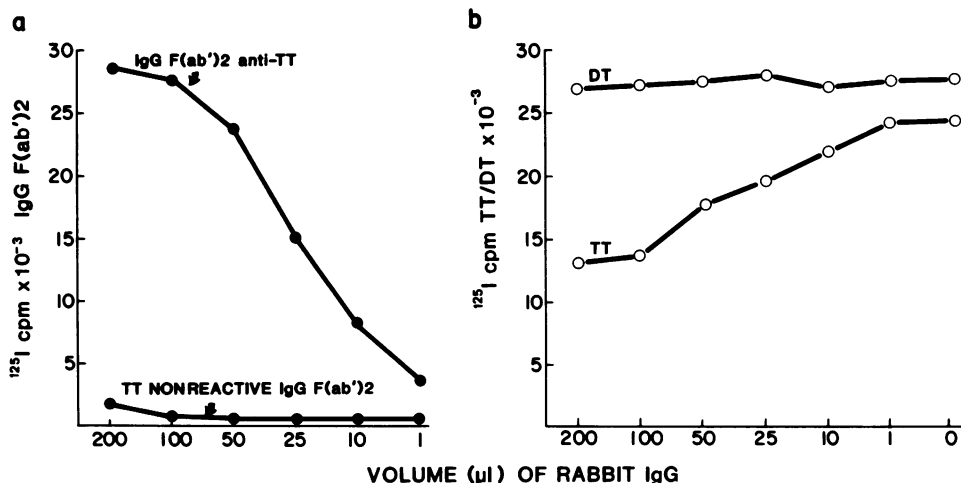 a
30
25
20
15
10
5
¹²⁵I cpm x10⁻³ IgG F(ab')2
IgG F(ab')2 anti-TT
TT NONREACTIVE IgG F(ab')2
200 100 50 25 10 1
b
30
25
20
15
10
5
¹²⁵I cpm TT/DT x10⁻³
DT
TT
200 100 50 25 10 1 0
VOLUME (µl) OF RABBIT IgG